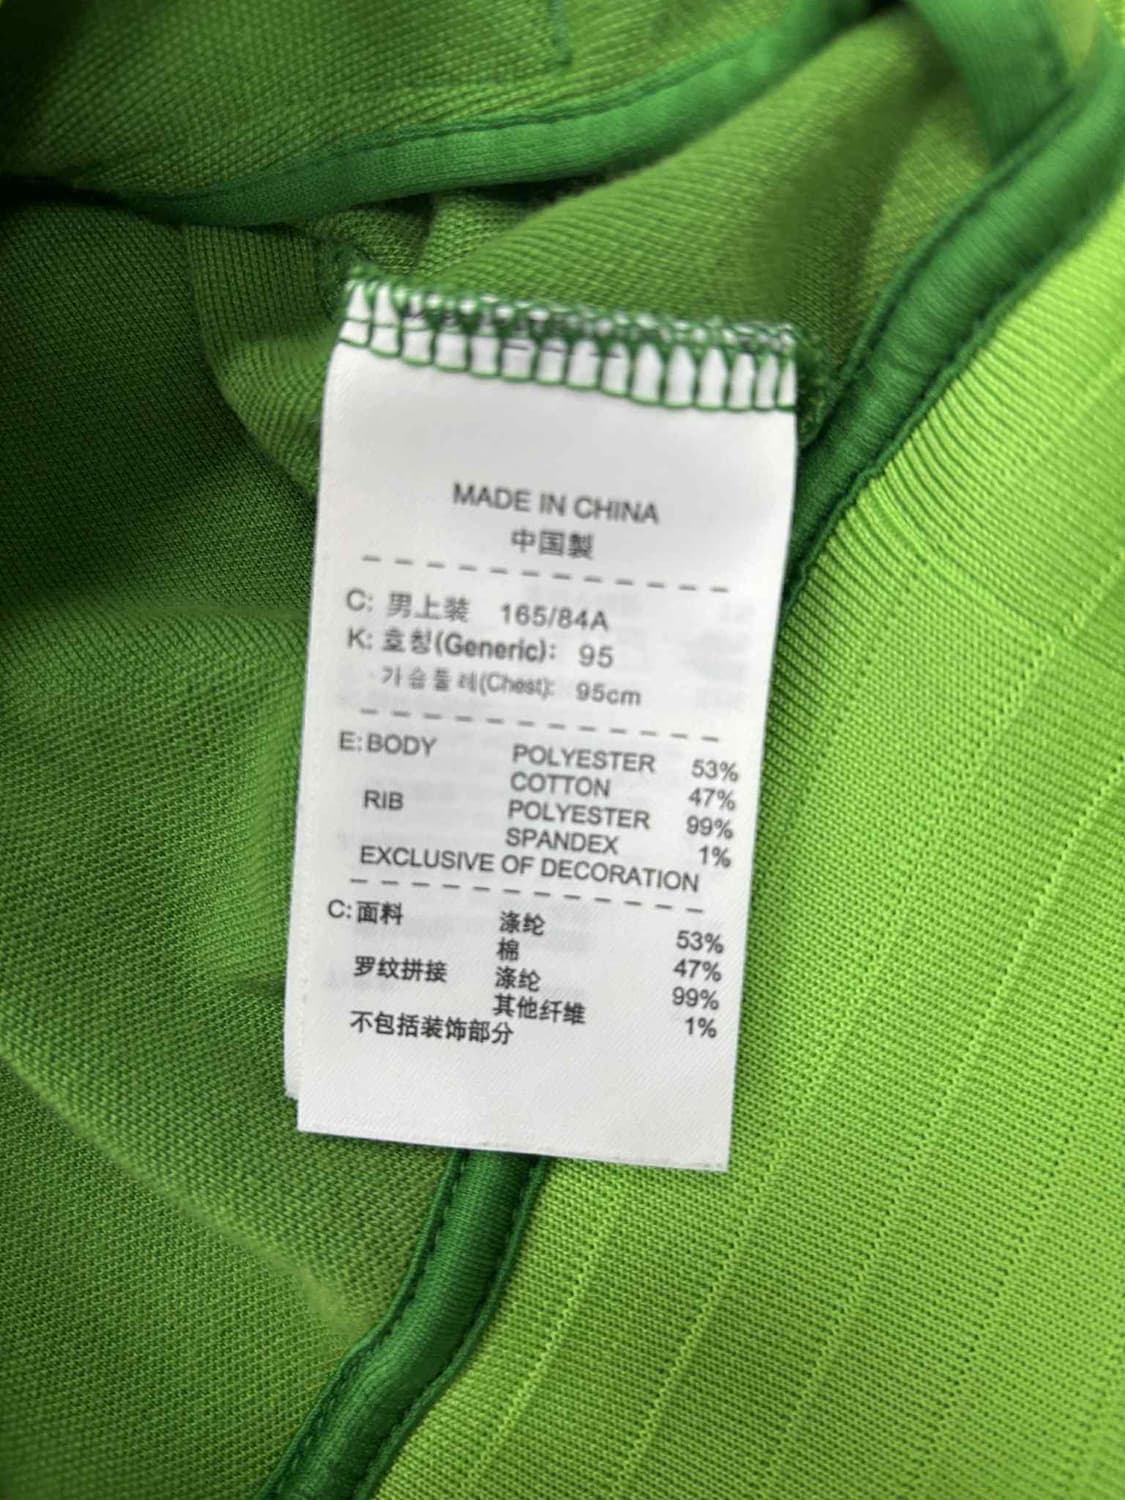 MADE IN CHINA
中国製
C: 男上装 165/84A
K: 호칭(Generic): 95
가슴둘레(Chest): 95cm
E: BODY POLYESTER 53%
COTTON 47%
RIB POLYESTER 99%
SPANDEX 1%
EXCLUSIVE OF DECORATION
C: 面料 涤纶 53%
棉 47%
罗纹拼接 涤纶 99%
其他纤维 1%
不包括装饰部分